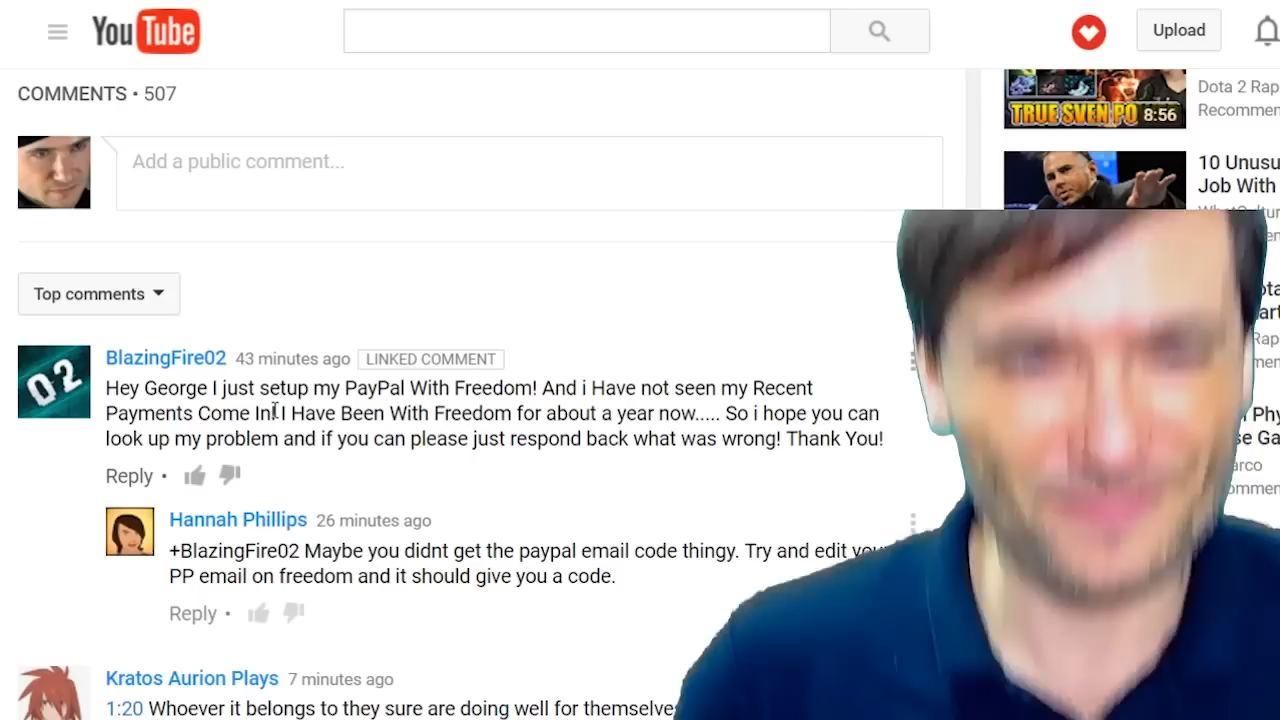 YouTube
Upload
COMMENTS • 507
Add a public comment...
Top comments
BlazingFire02 43 minutes ago LINKED COMMENT
Hey George I just setup my PayPal With Freedom! And i Have not seen my Recent
Payments Come In! I Have Been With Freedom for about a year now..... So i hope you can
look up my problem and if you can please just respond back what was wrong! Thank You!
Reply •
Hannah Phillips 26 minutes ago
+BlazingFire02 Maybe you didnt get the paypal email code thingy. Try and edit your
PP email on freedom and it should give you a code.
Reply •
Kratos Aurion Plays 7 minutes ago
1:20 Whoever it belongs to they sure are doing well for themselve
02
TRUE SVEN PO 8:56
Dota 2 Rap
Recommen
10 Unusu
Job With